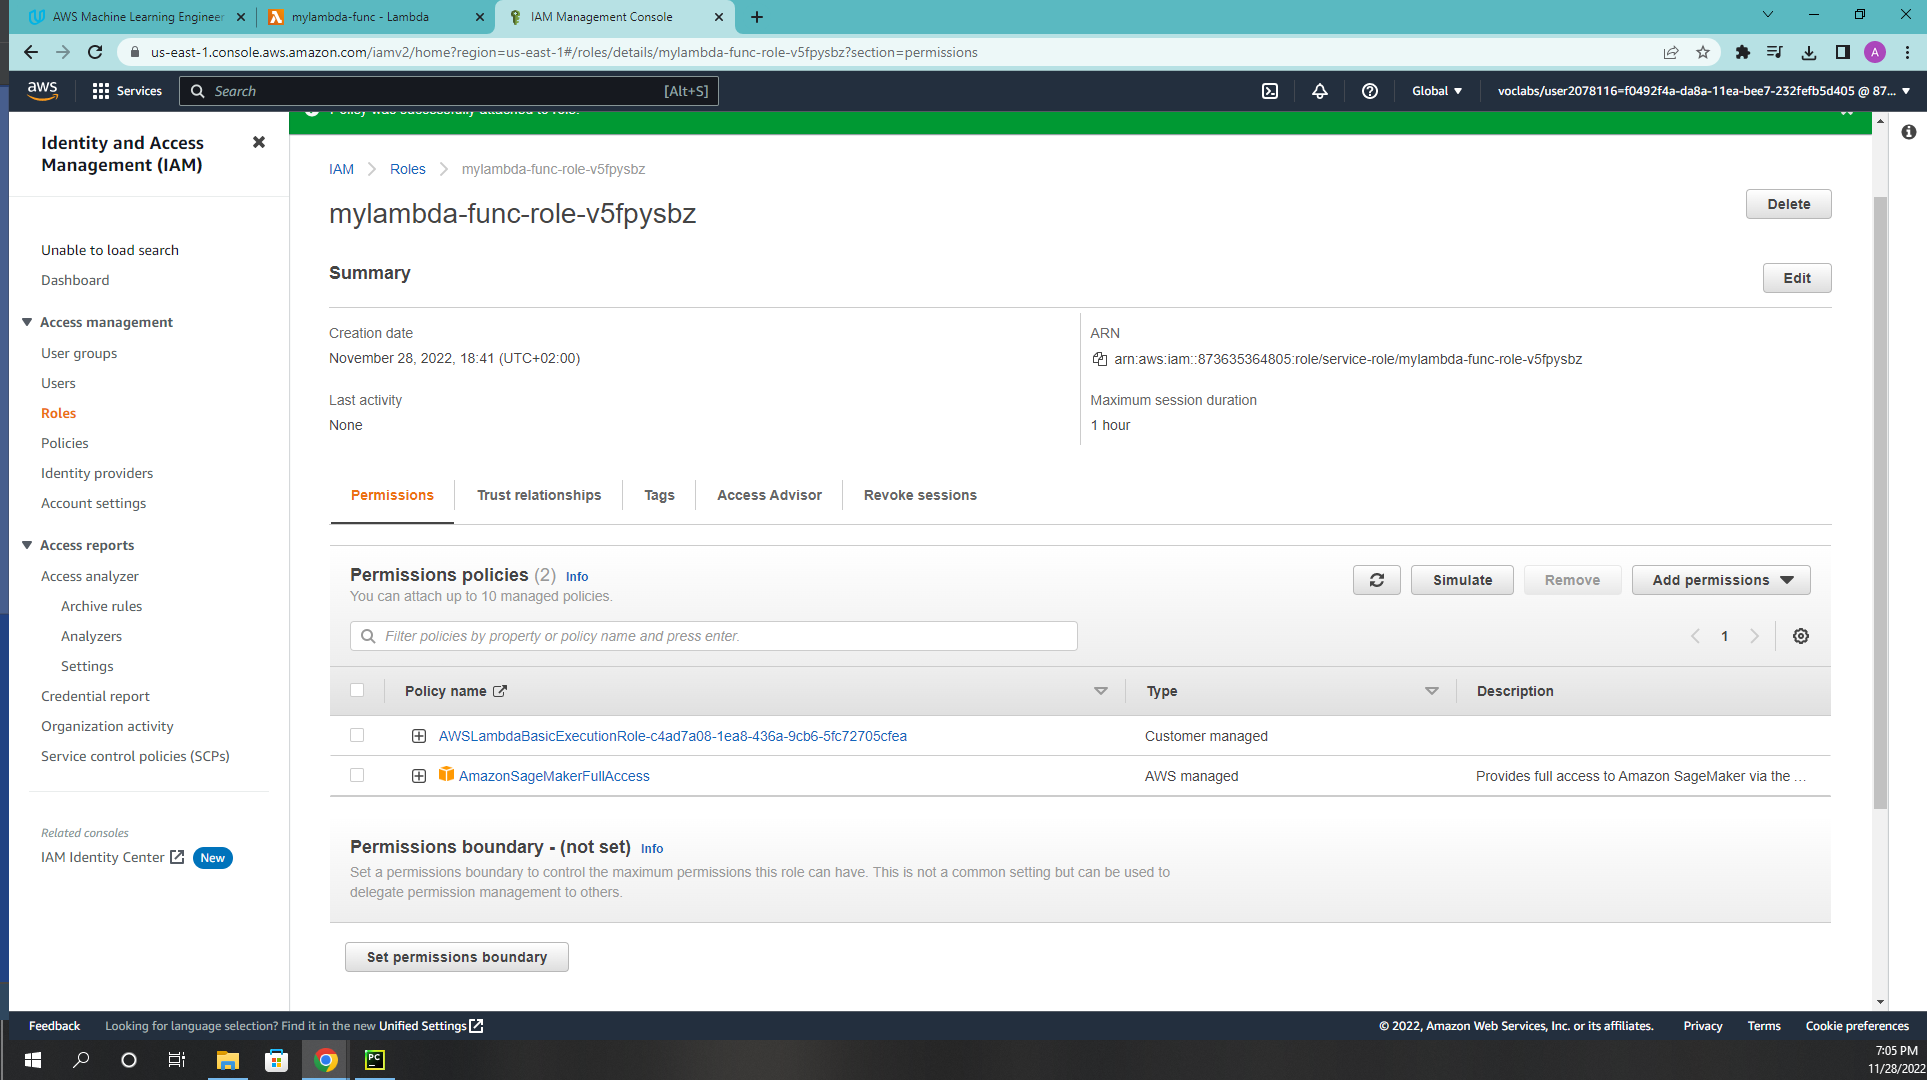 AWS Machine Learning Engineer
mylambda-func - Lambda
IAM Management Console
us-east-1.console.aws.amazon.com/iamv2/home?region=us-east-1#/roles/details/mylambda-func-role-v5fpysbz?section=permissions
A
aws
Services
Search
[Alt+S]
Global
voclabs/user2078116=f0492f4a-da8a-11ea-bee7-232fefb5d405 @ 87...
Policy was successfully attached to role.
Identity and Access
Management (IAM)
Unable to load search
Dashboard
Access management
User groups
Users
Roles
Policies
Identity providers
Account settings
Access reports
Access analyzer
Archive rules
Analyzers
Settings
Credential report
Organization activity
Service control policies (SCPs)
Related consoles
IAM Identity Center New
IAM > Roles > mylambda-func-role-v5fpysbz
mylambda-func-role-v5fpysbz
Delete
Summary
Edit
Creation date
November 28, 2022, 18:41 (UTC+02:00)
ARN
arn:aws:iam::873635364805:role/service-role/mylambda-func-role-v5fpysbz
Last activity
None
Maximum session duration
1 hour
Permissions
Trust relationships
Tags
Access Advisor
Revoke sessions
Permissions policies (2) Info
You can attach up to 10 managed policies.
Simulate
Remove
Add permissions
Filter policies by property or policy name and press enter.
1
Policy name
Type
Description
AWSLambdaBasicExecutionRole-c4ad7a08-1ea8-436a-9cb6-5fc72705cfea
Customer managed
AmazonSageMakerFullAccess
AWS managed
Provides full access to Amazon SageMaker via the ...
Permissions boundary - (not set) Info
Set a permissions boundary to control the maximum permissions this role can have. This is not a common setting but can be used to
delegate permission management to others.
Set permissions boundary
Feedback
Looking for language selection? Find it in the new Unified Settings
© 2022, Amazon Web Services, Inc. or its affiliates.
Privacy
Terms
Cookie preferences
PC
7:05 PM
11/28/2022